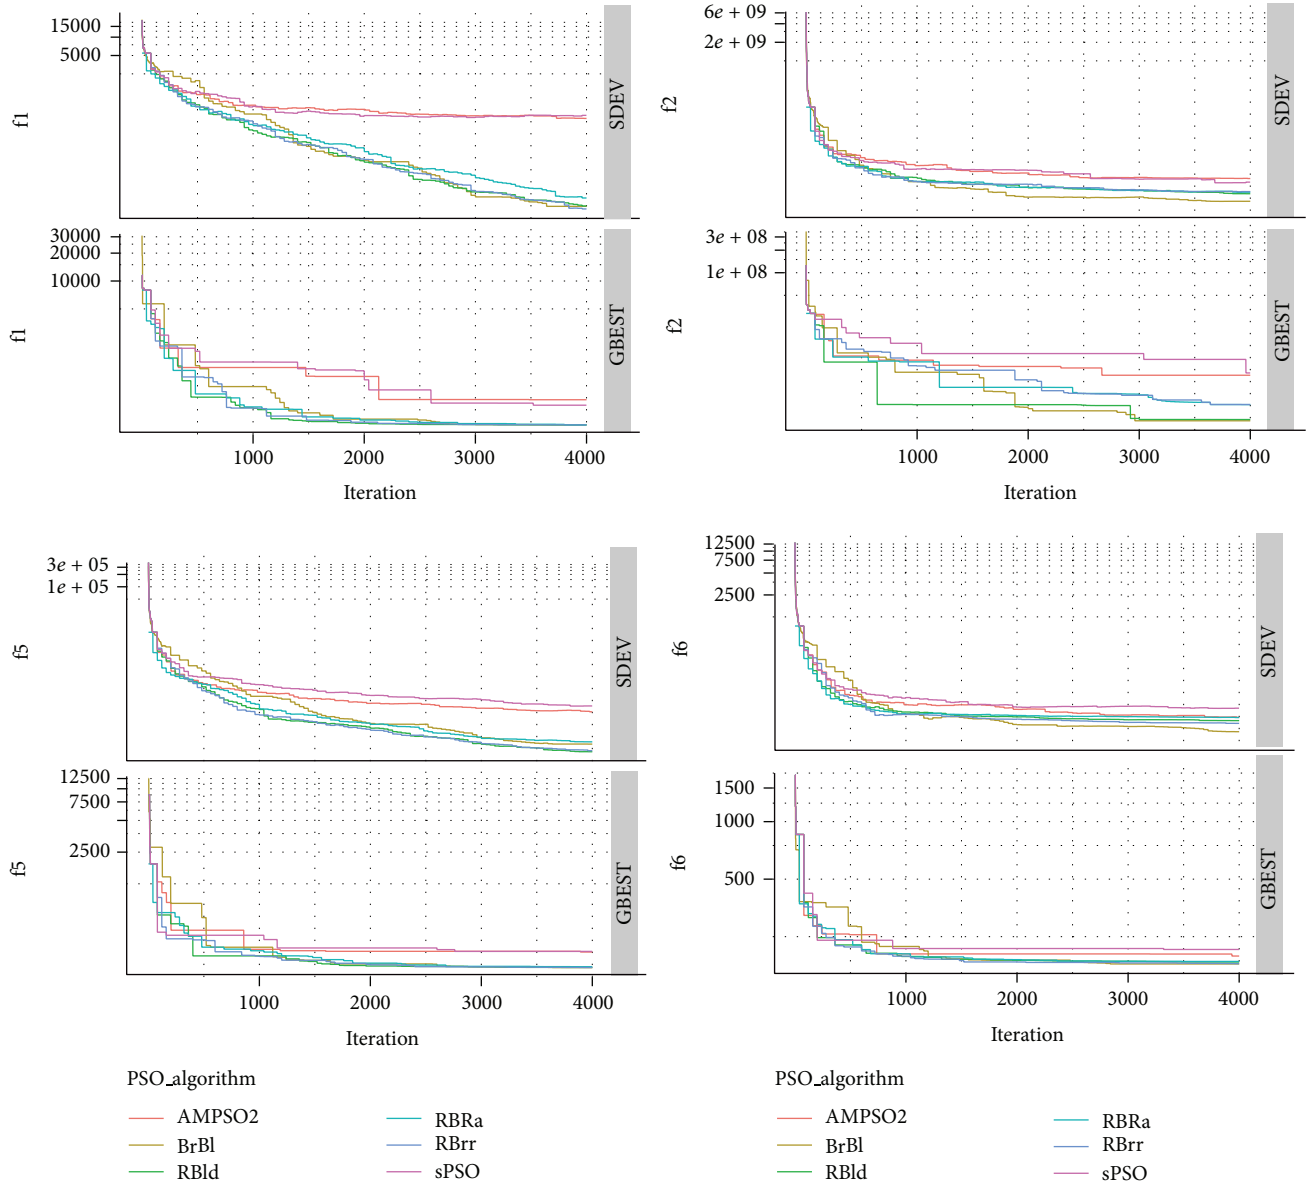 15000
5000
f1
SDEV
30000
20000
10000
f1
GBEST
1000 2000 3000 4000
Iteration
6e + 09
2e + 09
f2
SDEV
3e + 08
1e + 08
f2
GBEST
1000 2000 3000 4000
Iteration
3e + 05
1e + 05
f5
SDEV
12500
7500
2500
f5
GBEST
1000 2000 3000 4000
Iteration
12500
7500
2500
f6
SDEV
1500
1000
500
f6
GBEST
1000 2000 3000 4000
Iteration
PSO_algorithm
AMPSO2
BrBl
RBld
RBRa
RBrr
sPSO
PSO_algorithm
AMPSO2
BrBl
RBld
RBRa
RBrr
sPSO